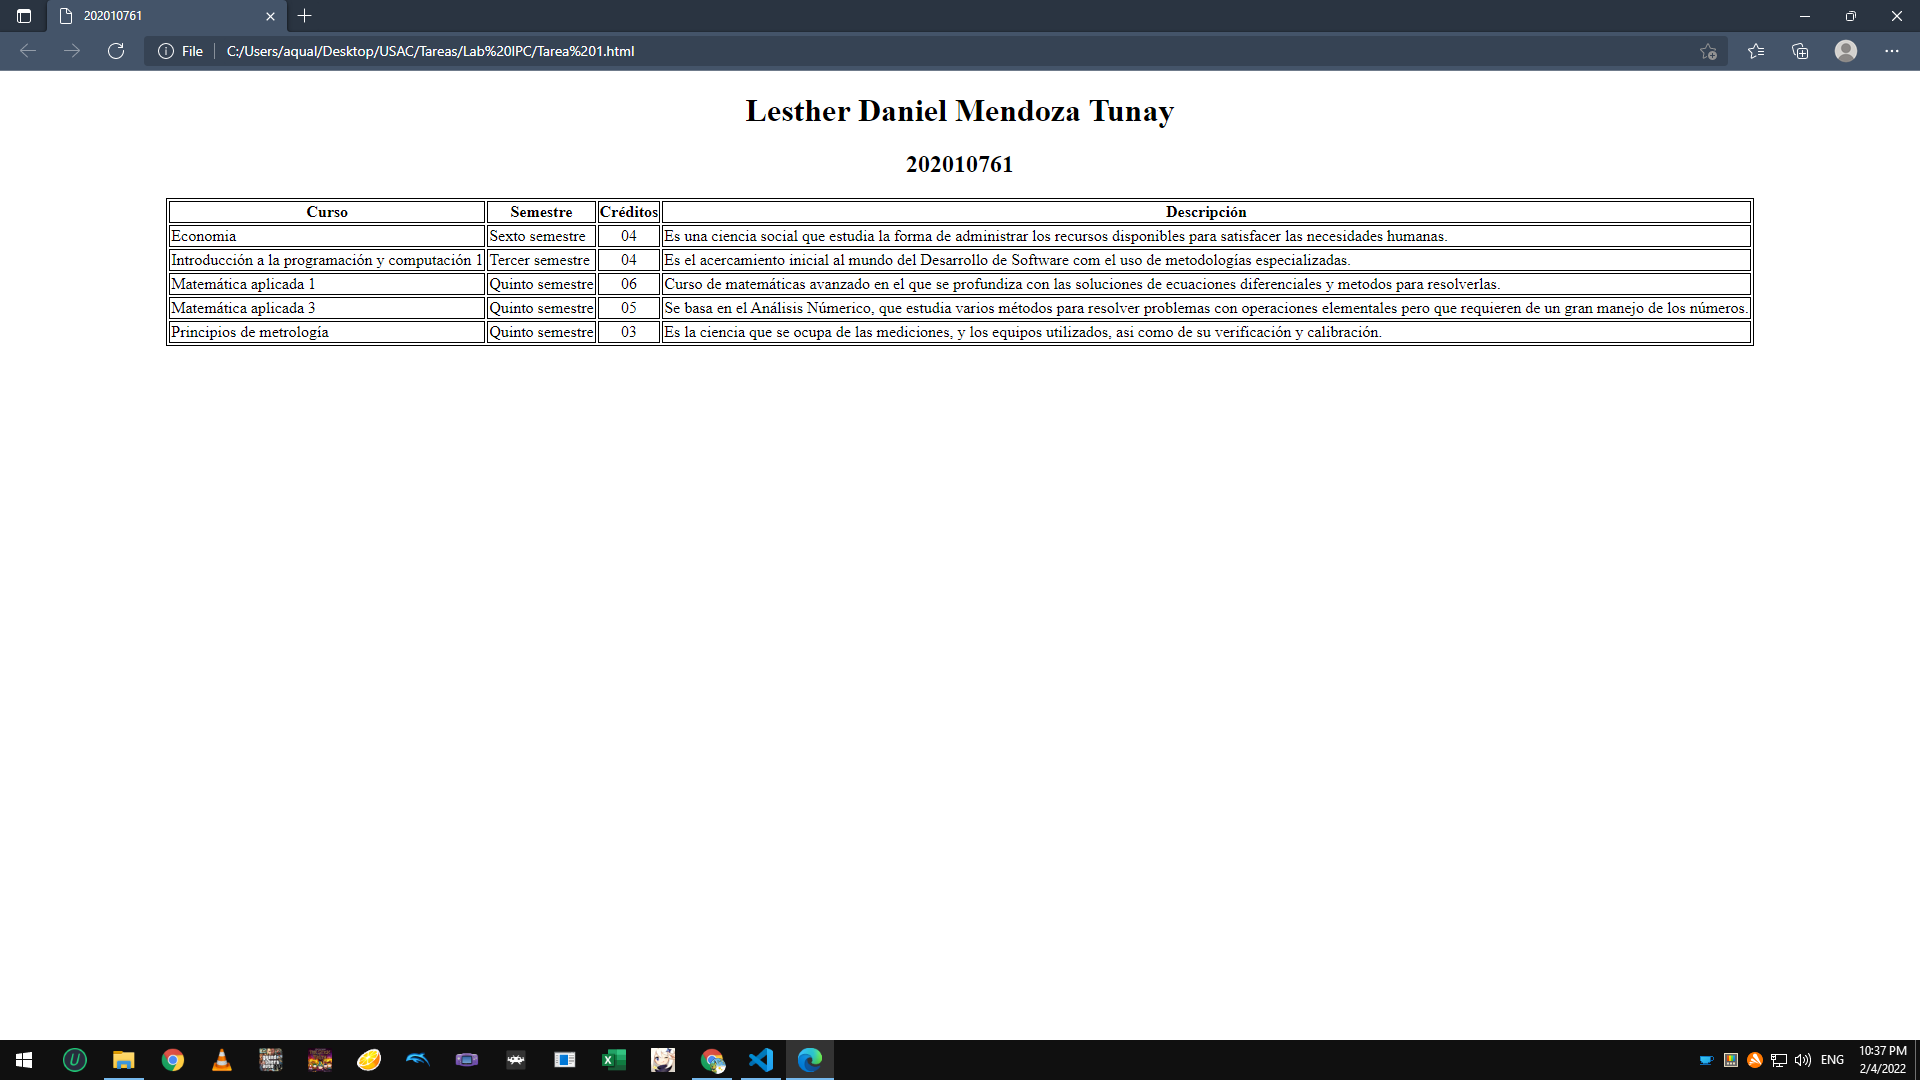 202010761
File C:/Users/aqual/Desktop/USAC/Tareas/Lab%20IPC/Tarea%201.html
Lesther Daniel Mendoza Tunay
202010761
Curso Semestre Créditos Descripción
Economia Sexto semestre 04 Es una ciencia social que estudia la forma de administrar los recursos disponibles para satisfacer las necesidades humanas.
Introducción a la programación y computación 1 Tercer semestre 04 Es el acercamiento inicial al mundo del Desarrollo de Software com el uso de metodologías especializadas.
Matemática aplicada 1 Quinto semestre 06 Curso de matemáticas avanzado en el que se profundiza con las soluciones de ecuaciones diferenciales y metodos para resolverlas.
Matemática aplicada 3 Quinto semestre 05 Se basa en el Análisis Númerico, que estudia varios métodos para resolver problemas con operaciones elementales pero que requieren de un gran manejo de los números.
Principios de metrología Quinto semestre 03 Es la ciencia que se ocupa de las mediciones, y los equipos utilizados, asi como de su verificación y calibración.
ENG 10:37 PM
2/4/2022